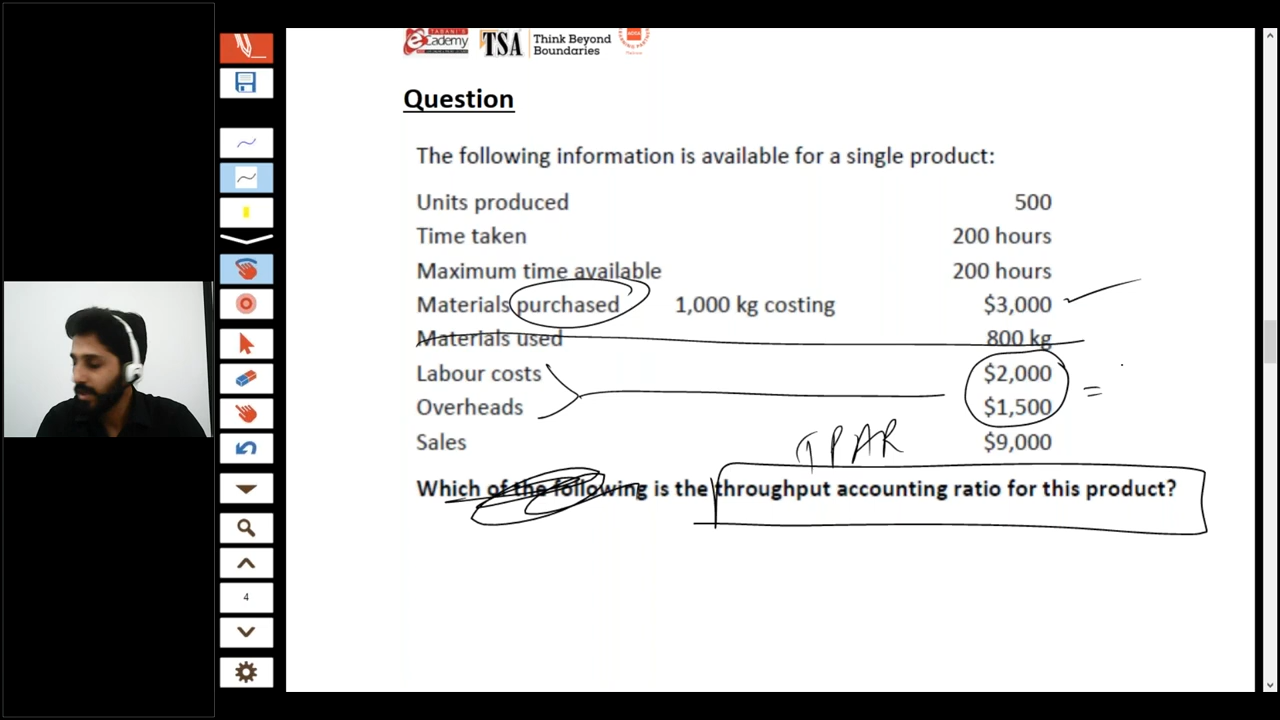 TABANI'S
eCademy
TSA
Think Beyond
Boundaries
ACCA
Question
The following information is available for a single product:
Units produced 500
Time taken 200 hours
Maximum time available 200 hours
Materials purchased 1,000 kg costing $3,000
Materials used 800 kg
Labour costs $2,000
Overheads $1,500 =
Sales $9,000
TPAR
Which of the following is the throughput accounting ratio for this product?
4